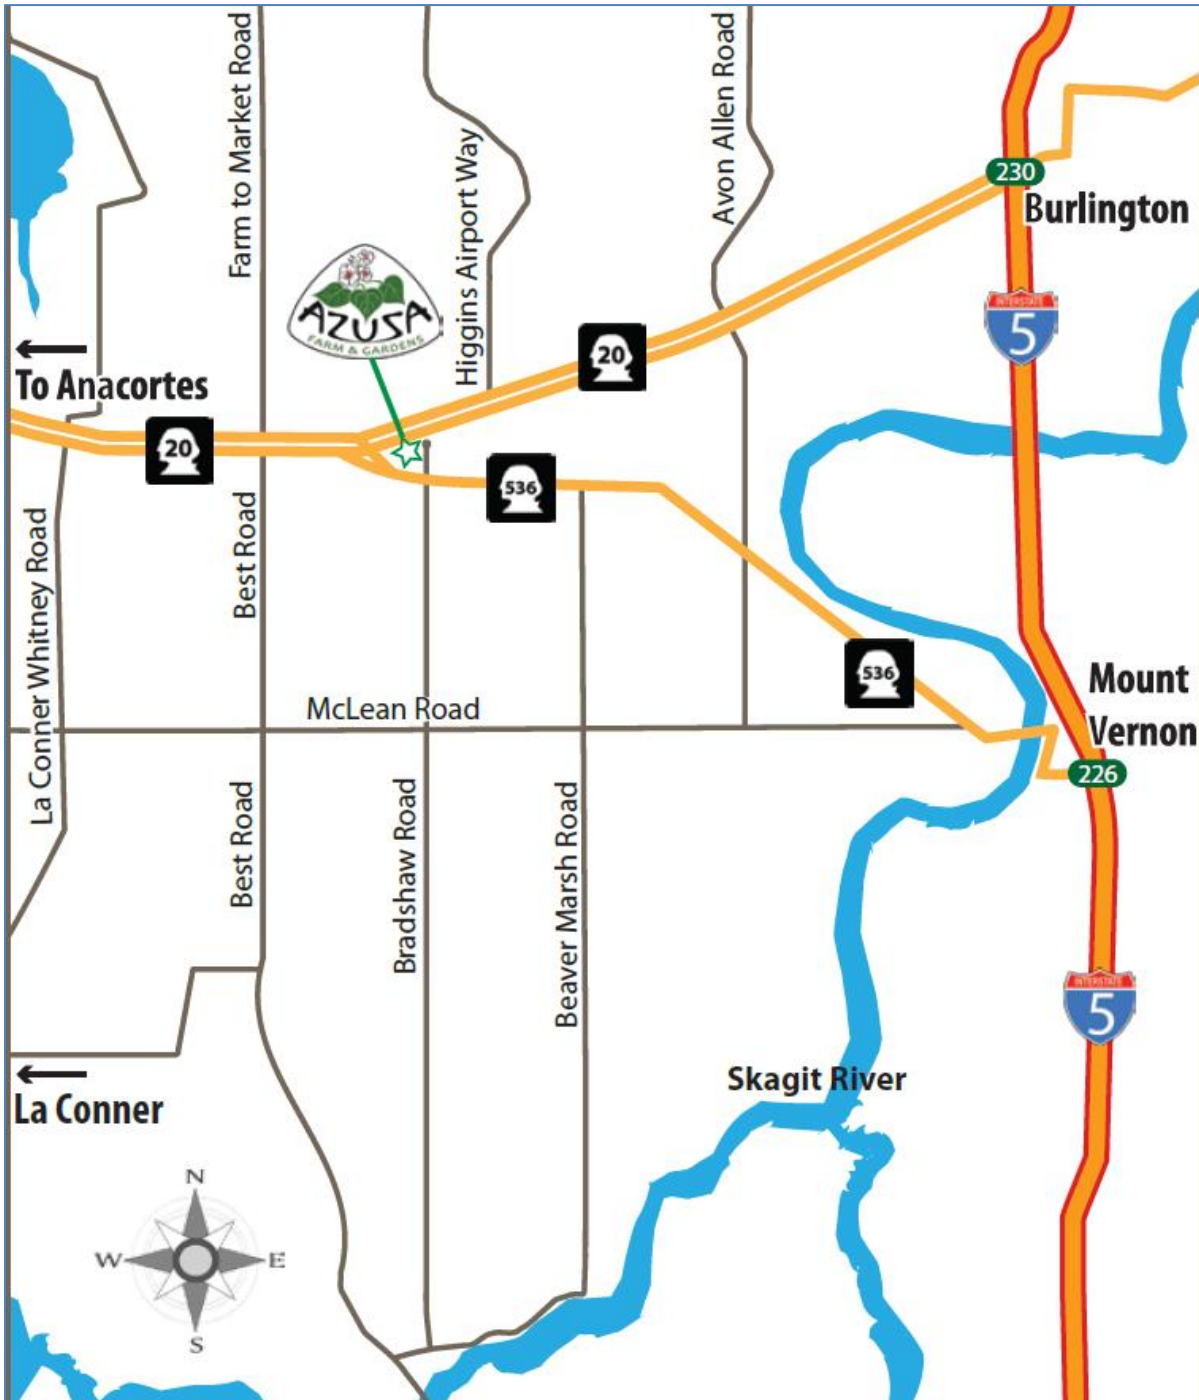 Farm to Market Road
Higgins Airport Way
Avon Allen Road
230
Burlington
AZUSA
FARM & GARDENS
INTERSTATE
5
20
To Anacortes
20
536
Best Road
La Conner Whitney Road
536
McLean Road
Mount
Vernon
226
Best Road
Bradshaw Road
Beaver Marsh Road
INTERSTATE
5
Skagit River
La Conner
N
W
E
S